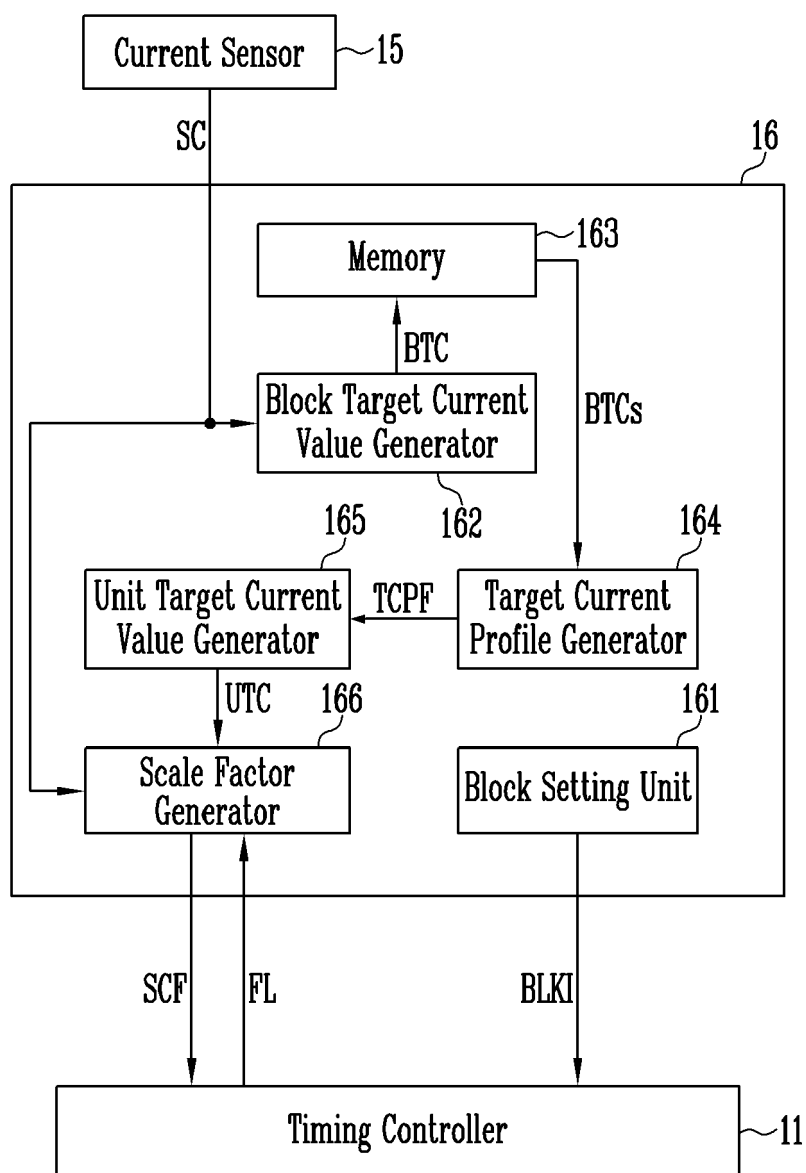 Current Sensor
15
SC
16
Memory
163
BTC
Block Target Current
Value Generator
BTCs
162
165
164
Unit Target Current
Value Generator
TCPF
Target Current
Profile Generator
UTC
166
161
Scale Factor
Generator
Block Setting Unit
SCF
FL
BLKI
Timing Controller
11